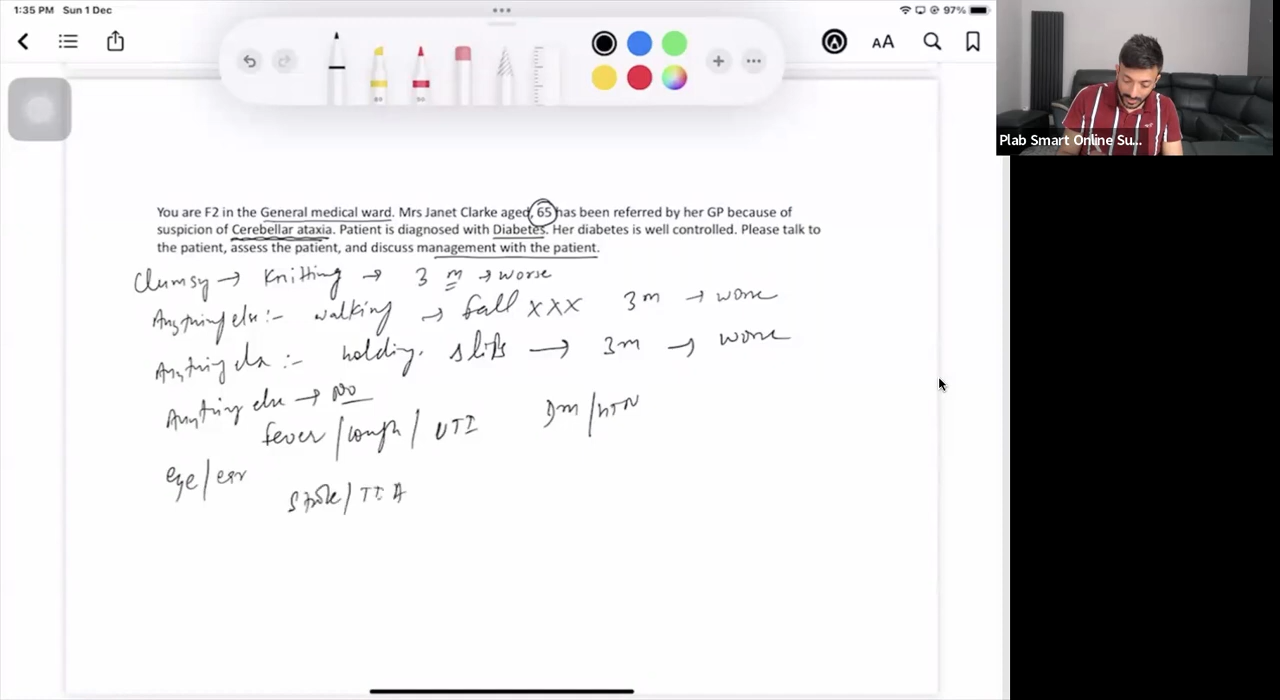 1:35 PM Sun 1 Dec
97%
AA
Plab Smart Online Su...
You are F2 in the General medical ward. Mrs Janet Clarke aged, 65 has been referred by her GP because of
suspicion of Cerebellar ataxia. Patient is diagnosed with Diabetes. Her diabetes is well controlled. Please talk to
the patient, assess the patient, and discuss management with the patient.
Clumsy → Knitting → 3 m → worse
Anything else:- walking → fall XXX 3m → worse
Anything else:- holding. slips → 3m → worse
Anything else → No
fever / cough / UTI DM / HTN
eye / ear
Stroke / TIA